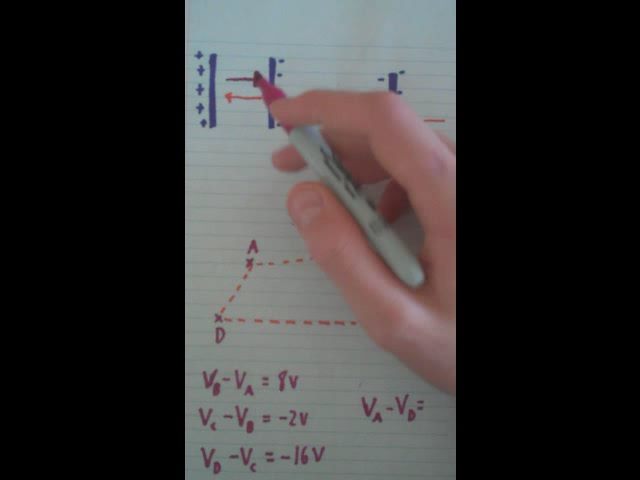 A
D
V_B - V_A = 8V
V_C - V_B = -2V
V_A - V_D =
V_D - V_C = -16V